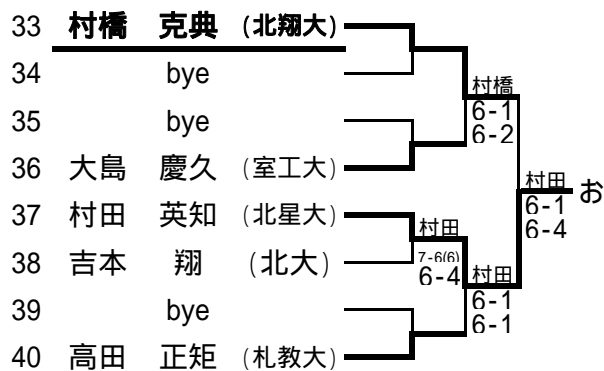 33 村橋 克典 (北翔大)
34 bye
35 bye
36 大島 慶久 (室工大)
37 村田 英知 (北星大)
38 吉本 翔 (北大)
39 bye
40 高田 正矩 (札教大)
村橋
6-1
6-2
村田
7-6(6)
6-4
村田
6-1
6-1
村田
6-1
6-4
お